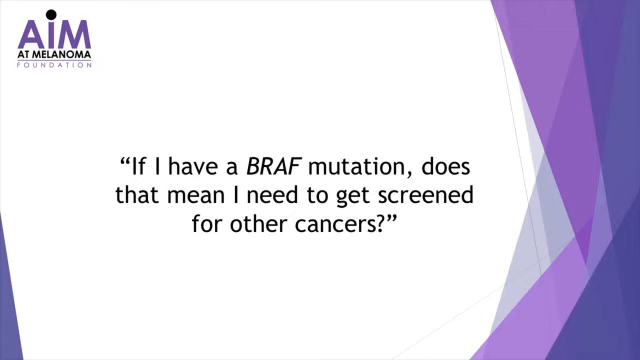 AiM
AT MELANOMA
FOUNDATION
“If I have a BRAF mutation, does
that mean I need to get screened
for other cancers?”